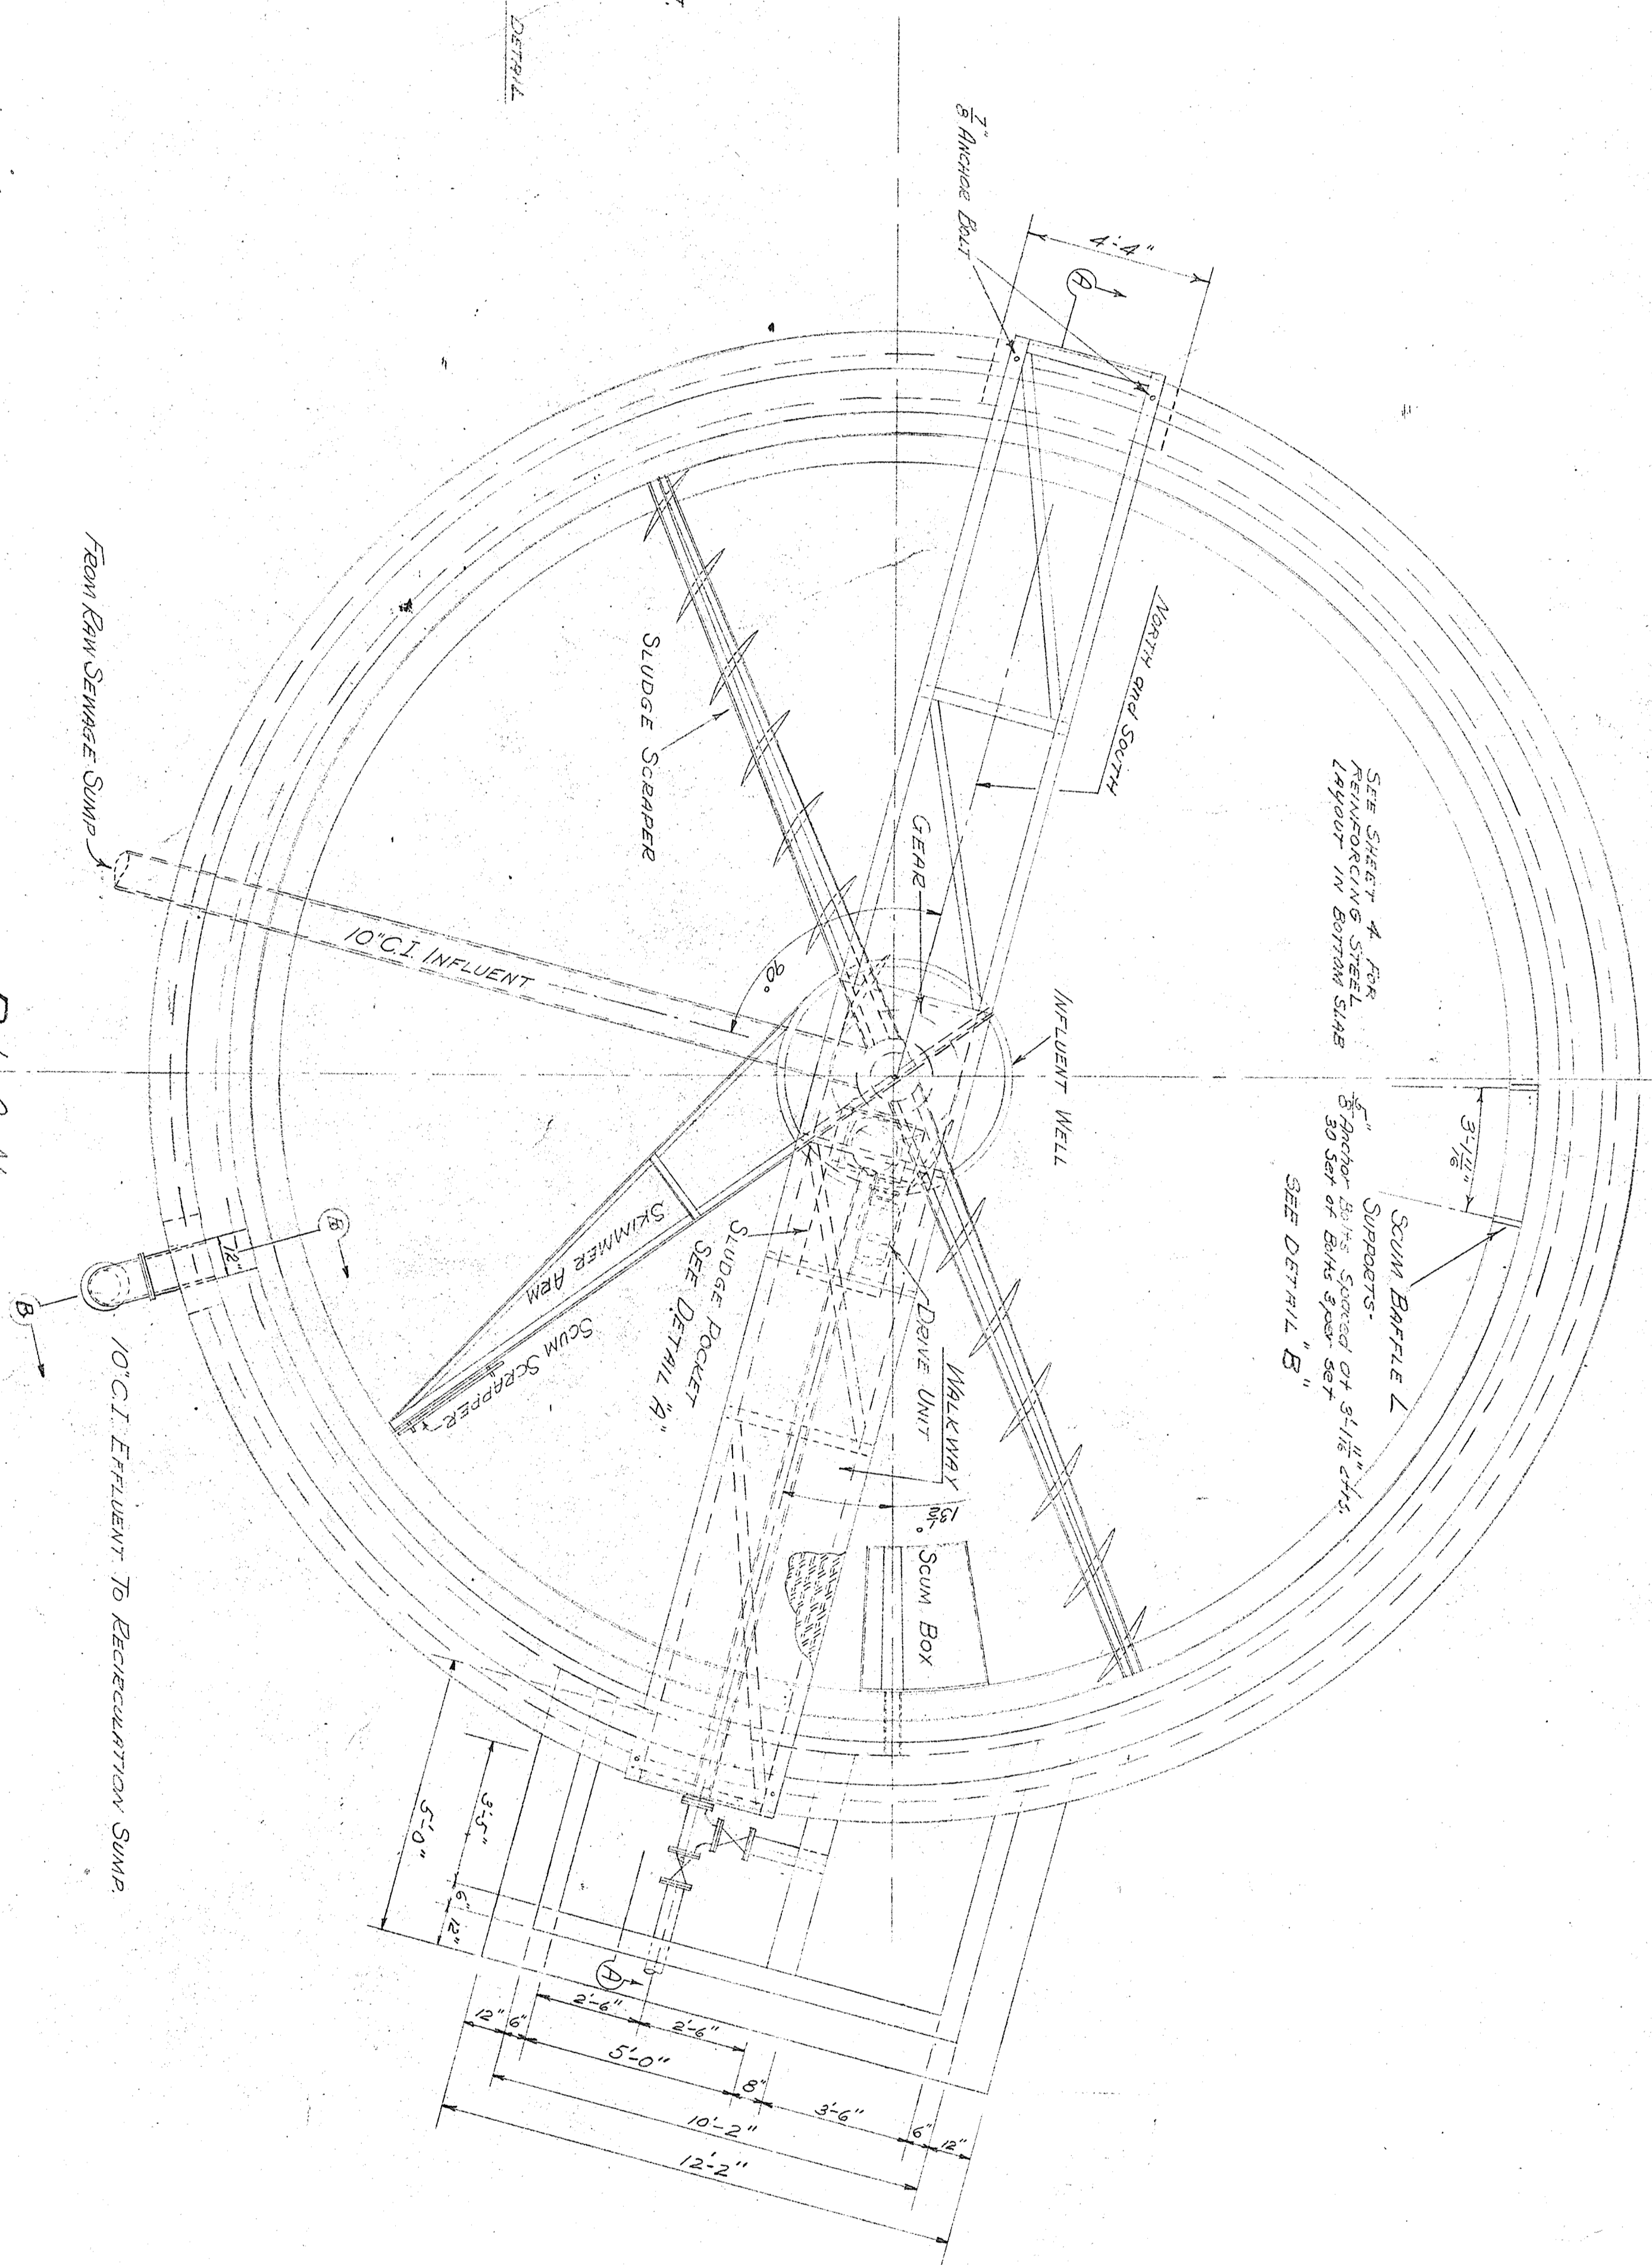 DETAIL
7/8" ANCHOR BOLT
4'-4"
A
NORTH and SOUTH
SEE SHEET 4 FOR
REINFORCING STEEL
LAYOUT IN BOTTOM SLAB
SLUDGE SCRAPER
GEAR
FROM RAW SEWAGE SUMP
10" C.I. INFLUENT
90°
INFLUENT WELL
3'-1 11/16"
SCUM BAFFLE L
SUPPORTS-
5/8" Anchor Bolts Spaced at 3'-1 11/16" ctrs.
30 Set of Bolts 3 per set
SEE DETAIL "B"
SKIMMER ARM
SCUM SCRAPPER
SLUDGE POCKET
SEE DETAIL "A"
DRIVE UNIT
WALKWAY
13½°
SCUM BOX
12"
B
B
10" C.I. EFFLUENT TO RECIRCULATION SUMP.
5'-0"
3'-5"
6"
12"
A
2'-6"
2'-6"
12"
6"
5'-0"
8"
3'-6"
6"
12"
10'-2"
12'-2"